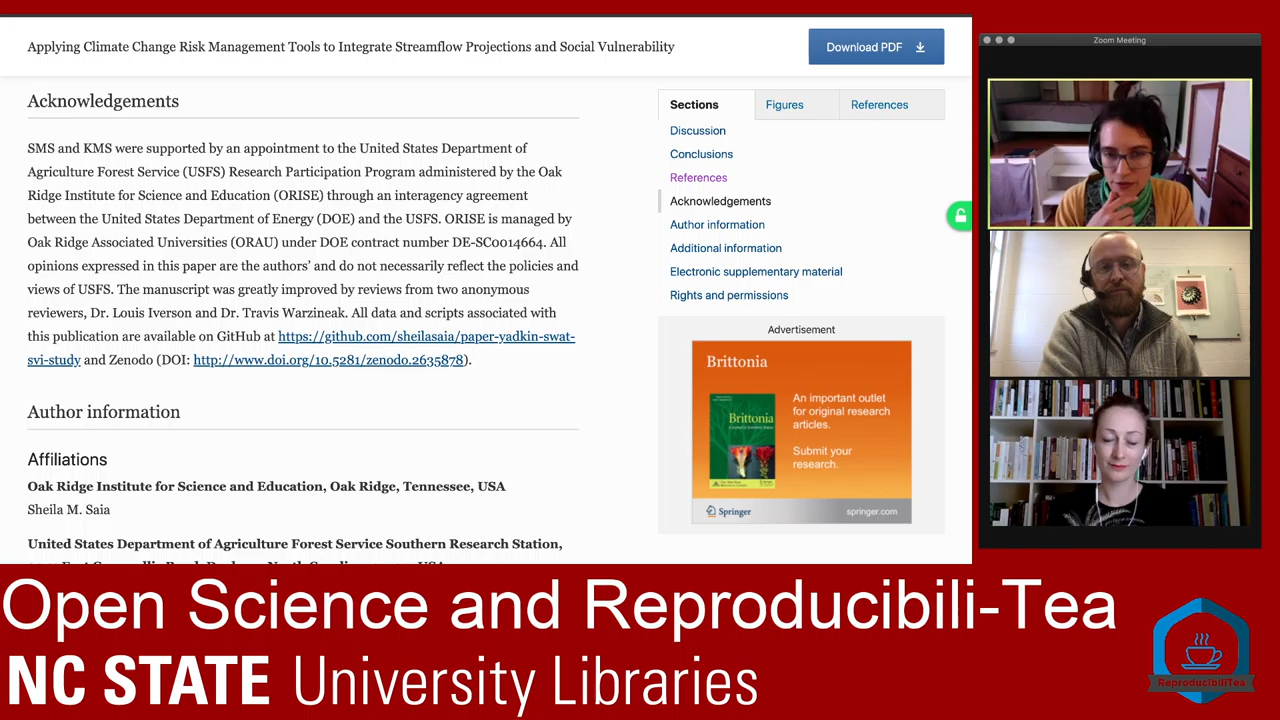 Applying Climate Change Risk Management Tools to Integrate Streamflow Projections and Social Vulnerability
Download PDF
Acknowledgements
SMS and KMS were supported by an appointment to the United States Department of
Agriculture Forest Service (USFS) Research Participation Program administered by the Oak
Ridge Institute for Science and Education (ORISE) through an interagency agreement
between the United States Department of Energy (DOE) and the USFS. ORISE is managed by
Oak Ridge Associated Universities (ORAU) under DOE contract number DE-SC0014664. All
opinions expressed in this paper are the authors’ and do not necessarily reflect the policies and
views of USFS. The manuscript was greatly improved by reviews from two anonymous
reviewers, Dr. Louis Iverson and Dr. Travis Warzineak. All data and scripts associated with
this publication are available on GitHub at https://github.com/sheilasaia/paper-yadkin-swat-
svi-study and Zenodo (DOI: http://www.doi.org/10.5281/zenodo.2635878).
Author information
Affiliations
Oak Ridge Institute for Science and Education, Oak Ridge, Tennessee, USA
Sheila M. Saia
United States Department of Agriculture Forest Service Southern Research Station,
Sections
Figures
References
Discussion
Conclusions
References
Acknowledgements
Author information
Additional information
Electronic supplementary material
Rights and permissions
Advertisement
Brittonia
Brittonia
An important outlet
for original research
articles.
Submit your
research.
Springer
springer.com
Zoom Meeting
Open Science and Reproducibili-Tea
NC STATE University Libraries
ReproducibiliTea